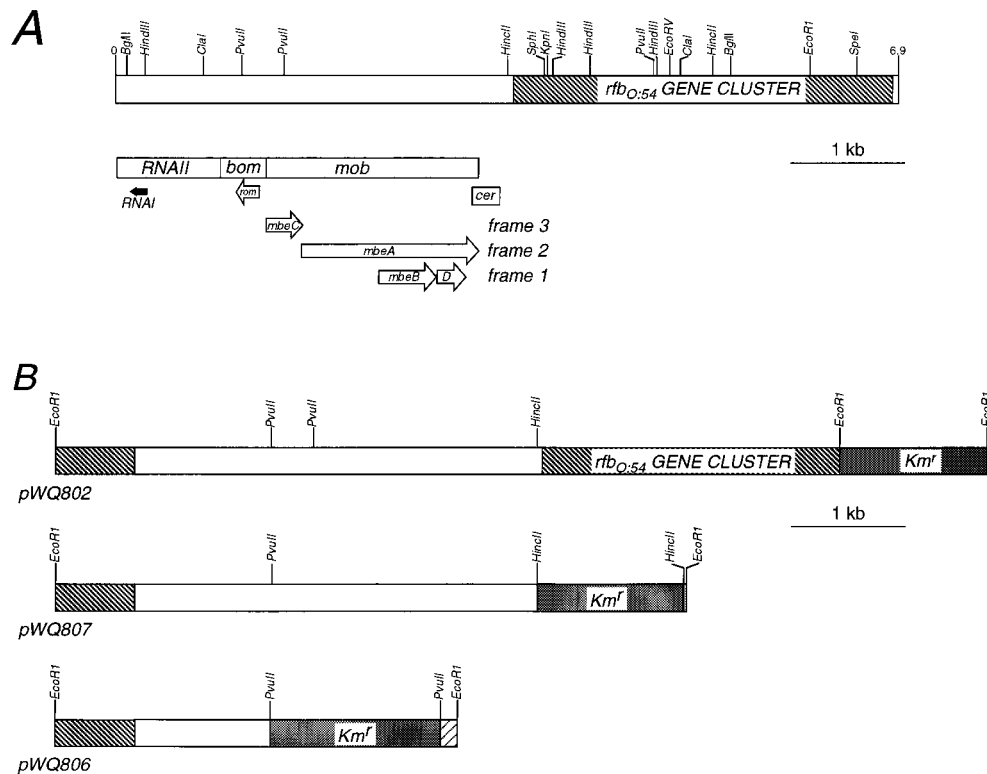 A
0 BglII HindIII ClaI PvuII PvuII HincII SphI KpnI HindIII HindIII PvuII HindIII EcoRV ClaI HincII BglII EcoR1 SpeI 6.9
rfbO:54 GENE CLUSTER
1 kb
RNAII bom mob
RNAI rom cer
mbeC frame 3
mbeA frame 2
mbeB D frame 1
B
EcoR1 PvuII PvuII HincII EcoR1 EcoR1
rfbO:54 GENE CLUSTER Kmr
pWQ802
1 kb
EcoR1 PvuII HincII HincII EcoR1
Kmr
pWQ807
EcoR1 PvuII PvuII EcoR1
Kmr
pWQ806